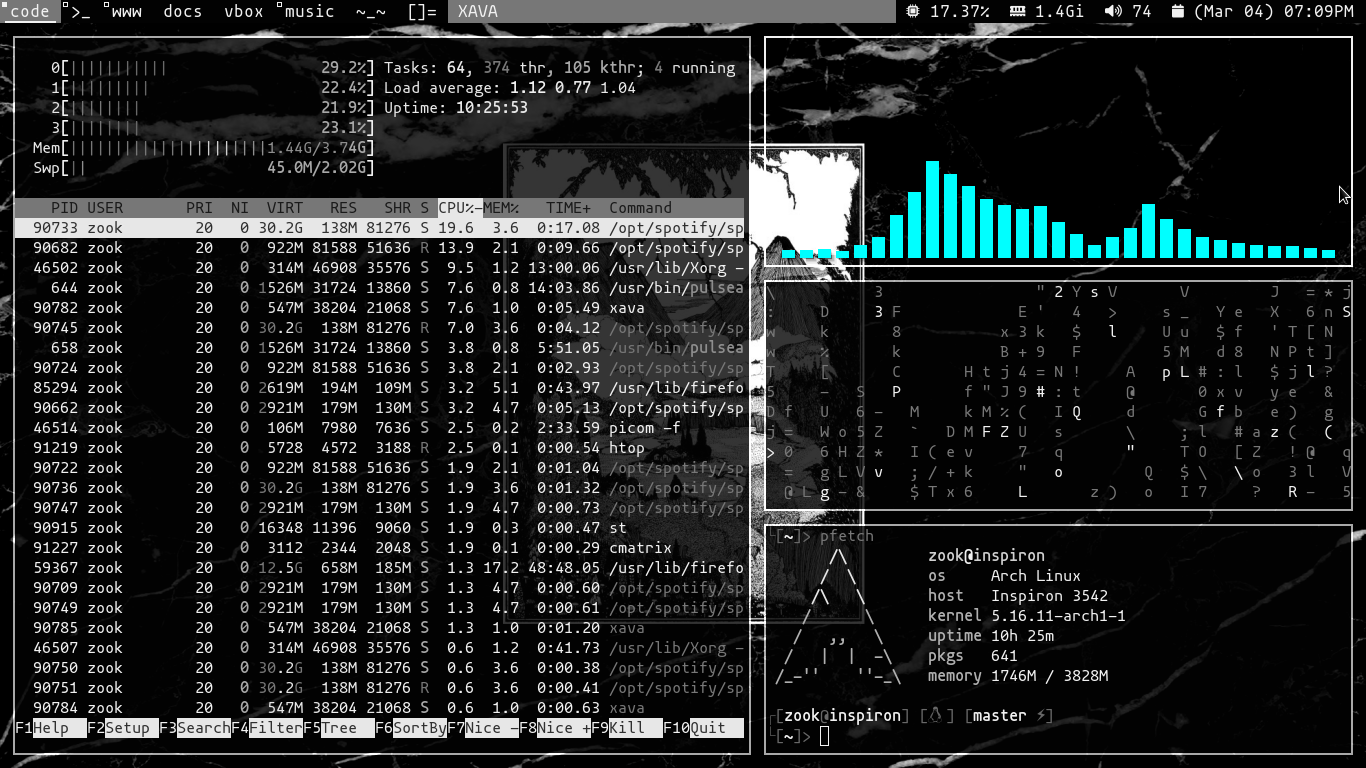 code >_ www docs vbox music ~_~ []= XAVA 17.37% 1.4Gi 74 (Mar 04) 07:09PM
0[||||||||||| 29.2%] Tasks: 64, 374 thr, 105 kthr; 4 running
1[||||||||| 22.4%] Load average: 1.12 0.77 1.04
2[|||||||| 21.9%] Uptime: 10:25:53
3[|||||||| 23.1%]
Mem[||||||||||||||||||||||1.44G/3.74G]
Swp[|| 45.0M/2.02G]
PID USER PRI NI VIRT RES SHR S CPU%-MEM% TIME+ Command
90733 zook 20 0 30.2G 138M 81276 S 19.6 3.6 0:17.08 /opt/spotify/sp
90682 zook 20 0 922M 81588 51636 R 13.9 2.1 0:09.66 /opt/spotify/sp
46502 zook 20 0 314M 46908 35576 S 9.5 1.2 13:00.06 /usr/lib/Xorg -
644 zook 20 0 1526M 31724 13860 S 7.6 0.8 14:03.86 /usr/bin/pulsea
90782 zook 20 0 547M 38204 21068 S 7.6 1.0 0:05.49 xava
90745 zook 20 0 30.2G 138M 81276 R 7.0 3.6 0:04.12 /opt/spotify/sp
658 zook 20 0 1526M 31724 13860 S 3.8 0.8 5:51.05 /usr/bin/pulsea
90724 zook 20 0 922M 81588 51636 S 3.8 2.1 0:02.93 /opt/spotify/sp
85294 zook 20 0 2619M 194M 109M S 3.2 5.1 0:43.97 /usr/lib/firefo
90662 zook 20 0 2921M 179M 130M S 3.2 4.7 0:05.13 /opt/spotify/sp
46514 zook 20 0 106M 7980 7636 S 2.5 0.2 2:33.59 picom -f
91219 zook 20 0 5728 4572 3188 R 2.5 0.1 0:00.54 htop
90722 zook 20 0 922M 81588 51636 S 1.9 2.1 0:01.04 /opt/spotify/sp
90736 zook 20 0 30.2G 138M 81276 S 1.9 3.6 0:01.32 /opt/spotify/sp
90747 zook 20 0 2921M 179M 130M S 1.9 4.7 0:00.73 /opt/spotify/sp
90915 zook 20 0 16348 11396 9060 S 1.9 0.3 0:00.47 st
91227 zook 20 0 3112 2344 2048 S 1.9 0.1 0:00.29 cmatrix
59367 zook 20 0 12.5G 658M 185M S 1.3 17.2 48:48.05 /usr/lib/firefo
90709 zook 20 0 2921M 179M 130M S 1.3 4.7 0:00.60 /opt/spotify/sp
90749 zook 20 0 2921M 179M 130M S 1.3 4.7 0:00.61 /opt/spotify/sp
90785 zook 20 0 547M 38204 21068 S 1.3 1.0 0:01.20 xava
46507 zook 20 0 314M 46908 35576 S 0.6 1.2 0:41.73 /usr/lib/Xorg -
90750 zook 20 0 30.2G 138M 81276 S 0.6 3.6 0:00.38 /opt/spotify/sp
90751 zook 20 0 30.2G 138M 81276 R 0.6 3.6 0:00.41 /opt/spotify/sp
90784 zook 20 0 547M 38204 21068 S 0.6 1.0 0:00.63 xava
F1Help F2Setup F3SearchF4FilterF5Tree F6SortByF7Nice -F8Nice +F9Kill F10Quit
\ 3 " 2 Y s V V J = * j
: D 3 F E ' 4 > s _ Y e X 6 n S
w k 8 x 3 k $ l U u $ f ' T [ N
w % k B + 9 F 5 M d 8 N P t ]
T [ C H t j 4 = N ! A p L # : l $ j l ?
5 - S P f " J 9 # : t @ 0 x v y e &
D f U 6 - M k M % ( I Q d G f b e ) g
j = W o 5 Z ` D M F Z U s \ ; l # a z ( (
> 0 6 H Z * I ( e v 7 q " T O [ Z ! @ q
= g L V v ; / + k " o Q $ \ \ o 3 l V
@ L g - & $ T x 6 L z ) o I 7 ? R - 5
[~]> pfetch
zook@inspiron
os Arch Linux
host Inspiron 3542
kernel 5.16.11-arch1-1
uptime 10h 25m
pkgs 641
memory 1746M / 3828M
[zook@inspiron] [] [master ⚡]
[~]>